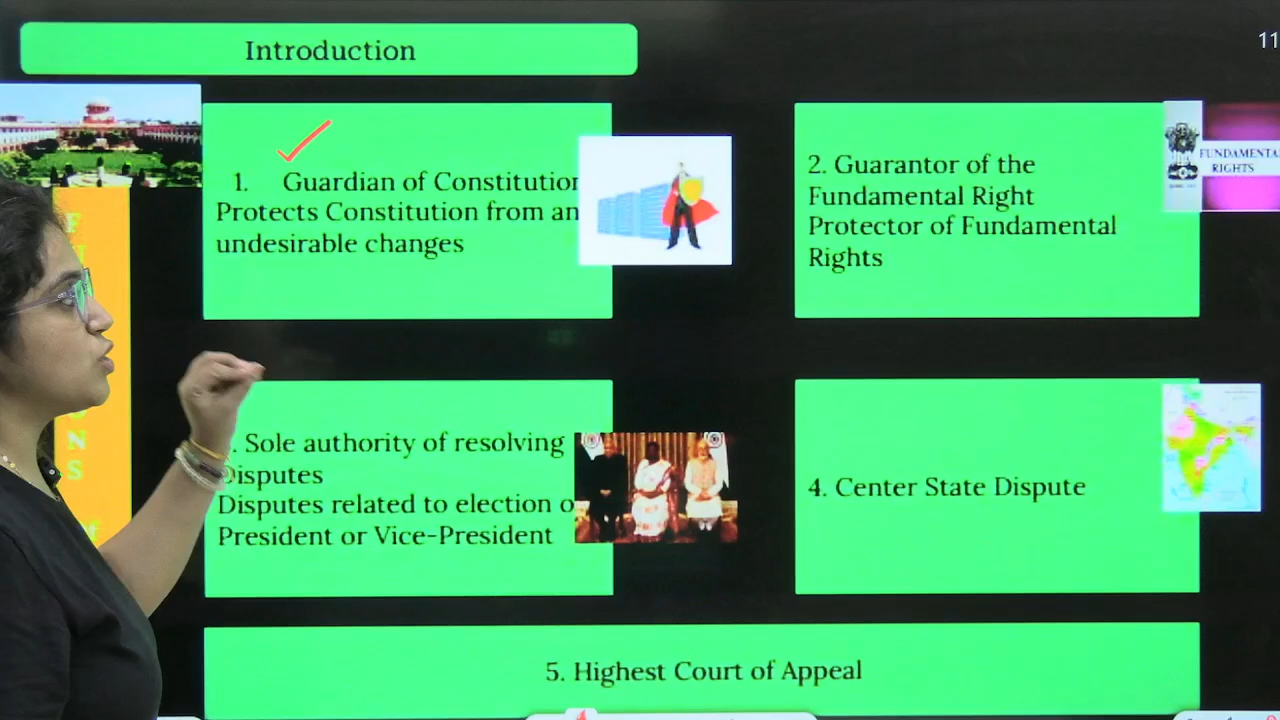 Introduction
11
1. Guardian of Constitution
Protects Constitution from an
undesirable changes
2. Guarantor of the
Fundamental Right
Protector of Fundamental
Rights
FUNDAMENTA
RIGHTS
F
N
S
. Sole authority of resolving
Disputes
Disputes related to election o
President or Vice-President
4. Center State Dispute
5. Highest Court of Appeal